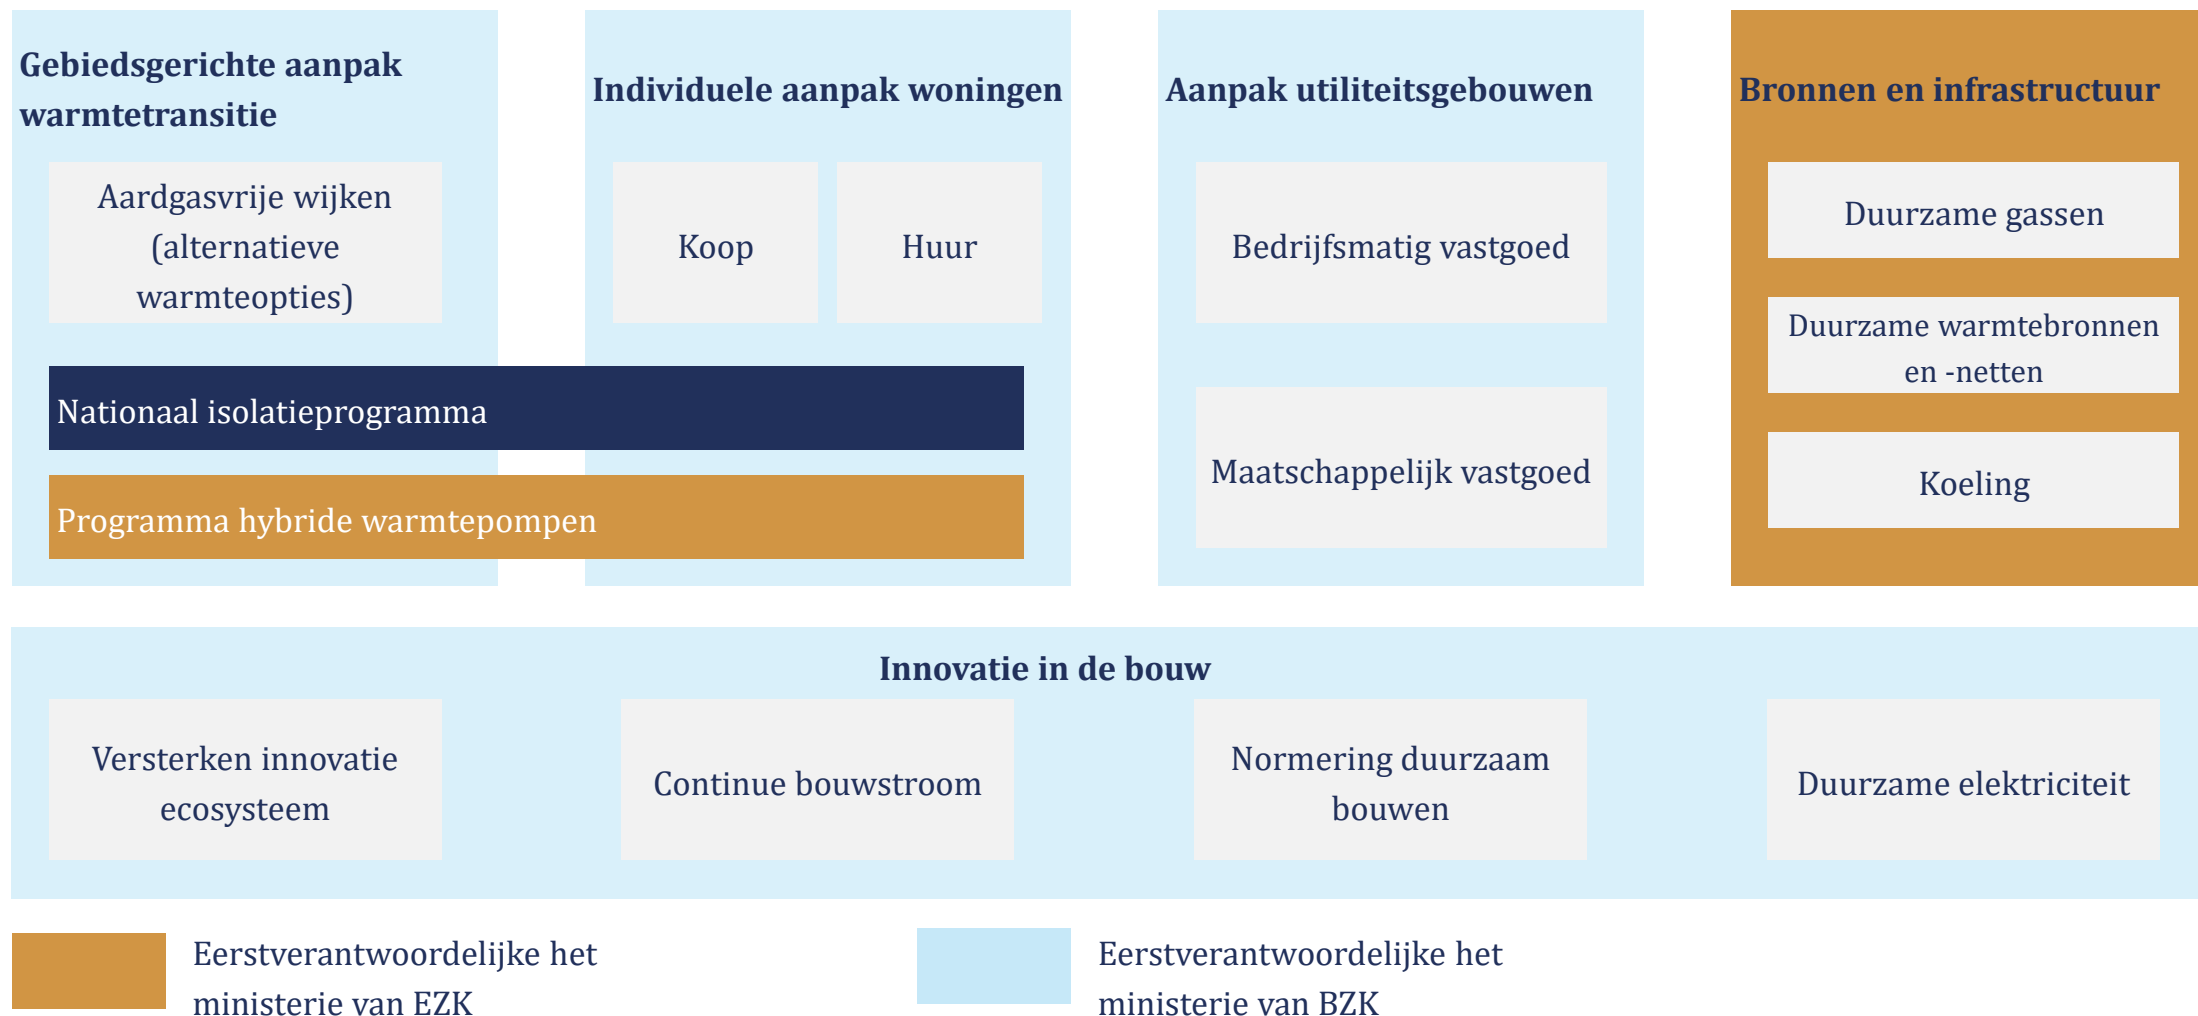 Gebiedsgerichte aanpak
warmtetransitie
Aardgasvrije wijken
(alternatieve
warmteopties)
Individuele aanpak woningen
Koop
Huur
Nationaal isolatieprogramma
Programma hybride warmtepompen
Aanpak utiliteitsgebouwen
Bedrijfsmatig vastgoed
Maatschappelijk vastgoed
Bronnen en infrastructuur
Duurzame gassen
Duurzame warmtebronnen
en -netten
Koeling
Innovatie in de bouw
Versterken innovatie
ecosysteem
Continue bouwstroom
Normering duurzaam
bouwen
Duurzame elektriciteit
Eerstverantwoordelijke het
ministerie van EZK
Eerstverantwoordelijke het
ministerie van BZK